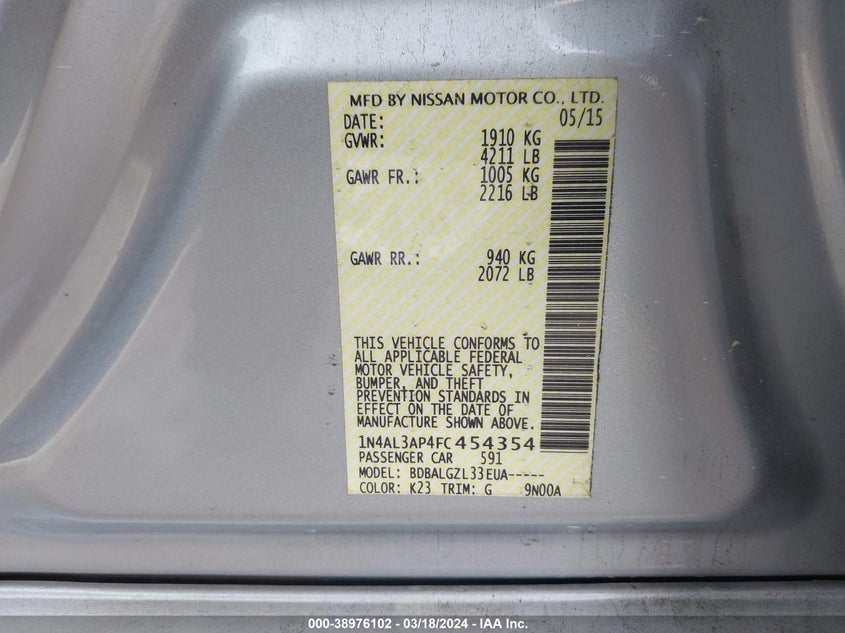 MFD BY NISSAN MOTOR CO., LTD.
DATE: 05/15
GVWR: 1910 KG
4211 LB
GAWR FR.: 1005 KG
2216 LB
GAWR RR.: 940 KG
2072 LB
THIS VEHICLE CONFORMS TO
ALL APPLICABLE FEDERAL
MOTOR VEHICLE SAFETY,
BUMPER, AND THEFT
PREVENTION STANDARDS IN
EFFECT ON THE DATE OF
MANUFACTURE SHOWN ABOVE.
1N4AL3AP4FC454354
PASSENGER CAR 591
MODEL: BDBALGZL33EUA-----
COLOR: K23 TRIM: G 9N00A
000-38976102 — 03/18/2024 — IAA Inc.